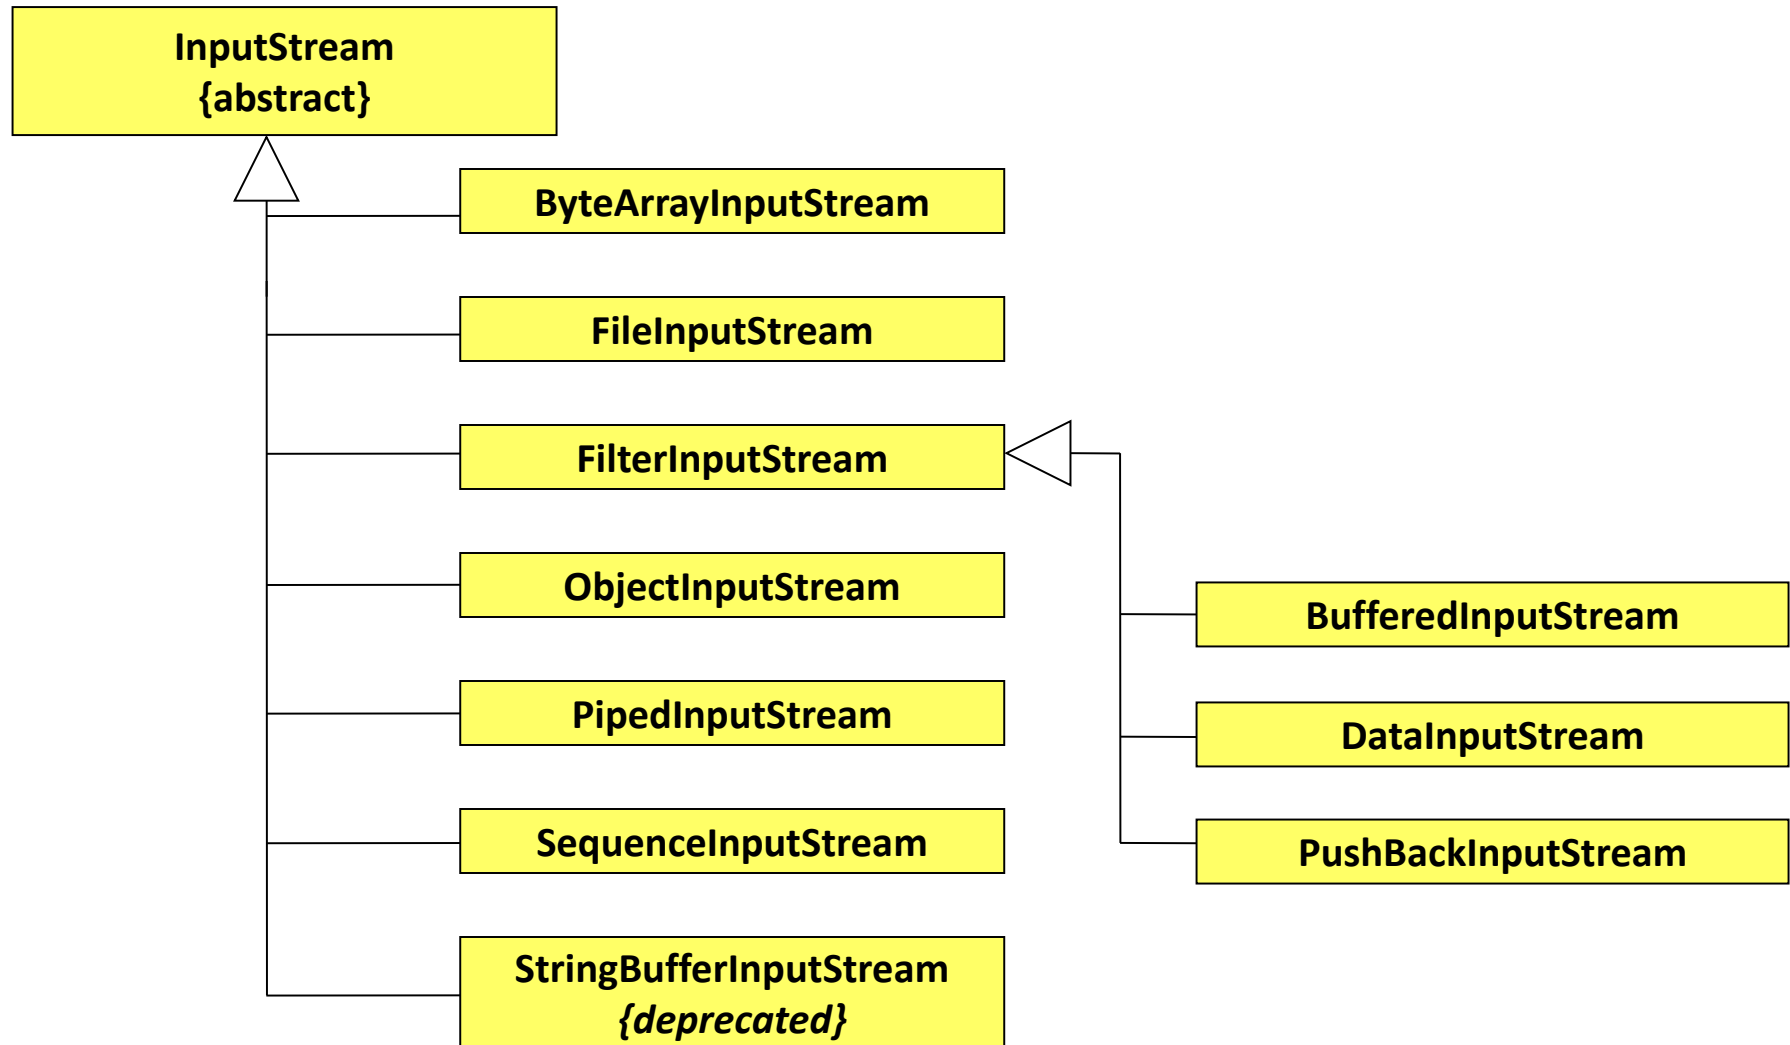 InputStream
{abstract}
ByteArrayInputStream
FileInputStream
FilterInputStream
ObjectInputStream
PipedInputStream
SequenceInputStream
StringBufferInputStream
{deprecated}
BufferedInputStream
DataInputStream
PushBackInputStream